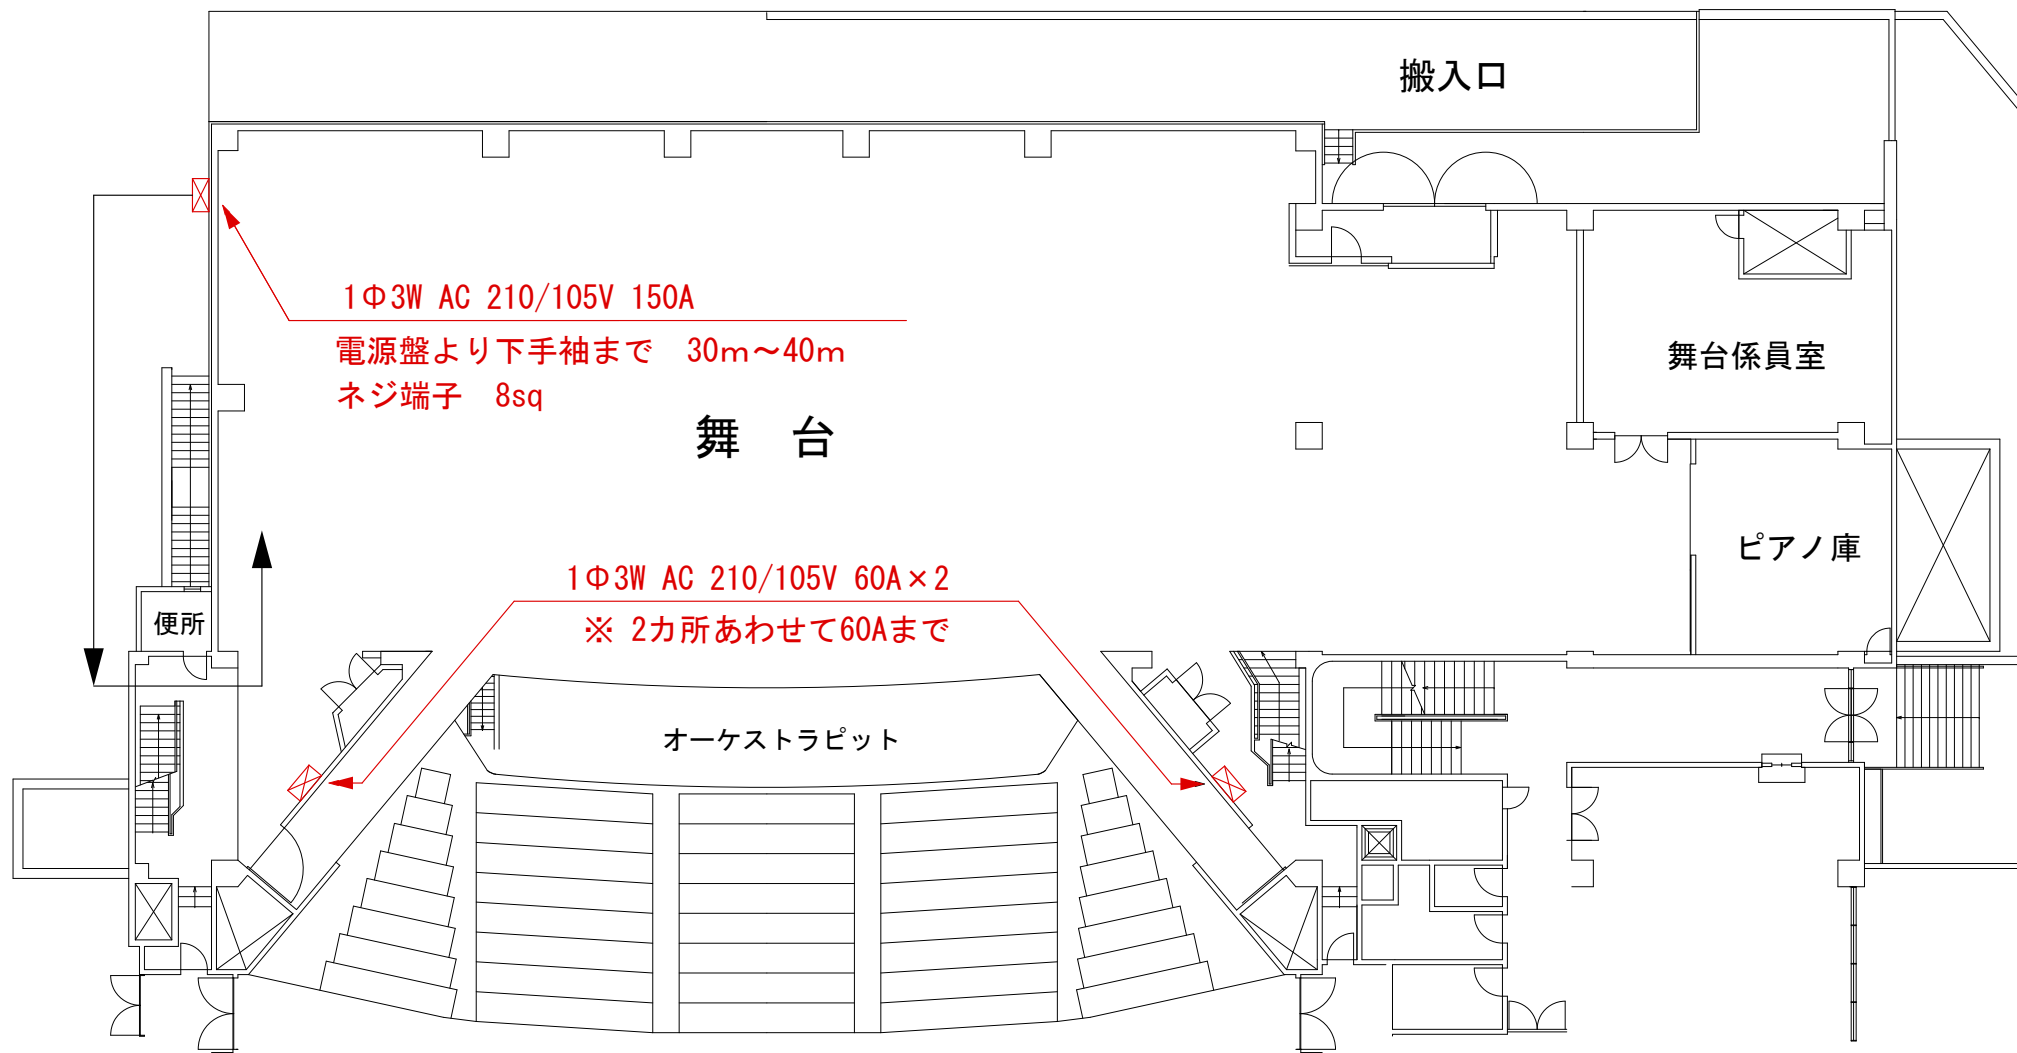 搬入口
1Φ3W AC 210/105V 150A
電源盤より下手袖まで　30m～40m
ネジ端子　8sq
舞台係員室
舞　台
ピアノ庫
1Φ3W AC 210/105V 60A×2
※ 2カ所あわせて60Aまで
便所
オーケストラピット